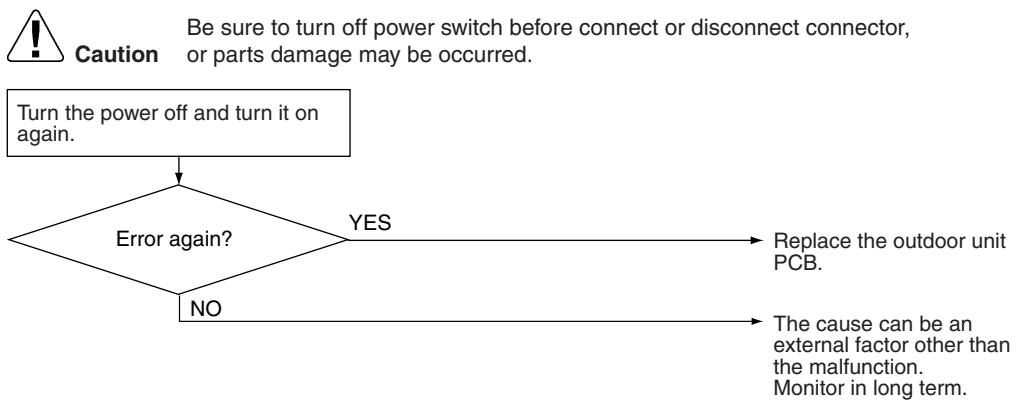 Be sure to turn off power switch before connect or disconnect connector,
Caution or parts damage may be occurred.
Turn the power off and turn it on
again.
Error again?
YES
Replace the outdoor unit
PCB.
NO
The cause can be an
external factor other than
the malfunction.
Monitor in long term.